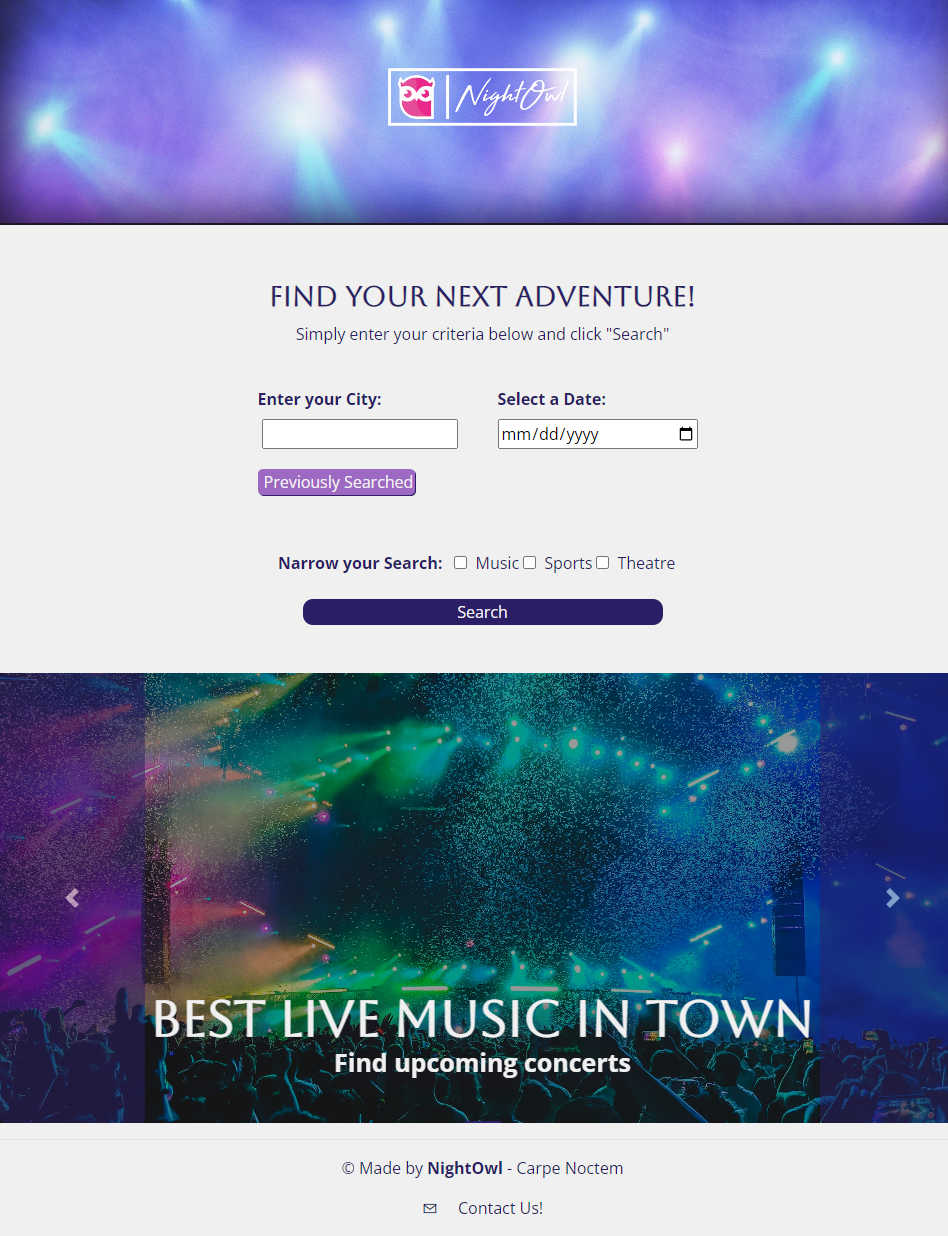 NightOwl
FIND YOUR NEXT ADVENTURE!
Simply enter your criteria below and click "Search"
Enter your City: Select a Date:
mm/dd/yyyy
Previously Searched
Narrow your Search: Music Sports Theatre
Search
BEST LIVE MUSIC IN TOWN
Find upcoming concerts
© Made by NightOwl - Carpe Noctem
Contact Us!